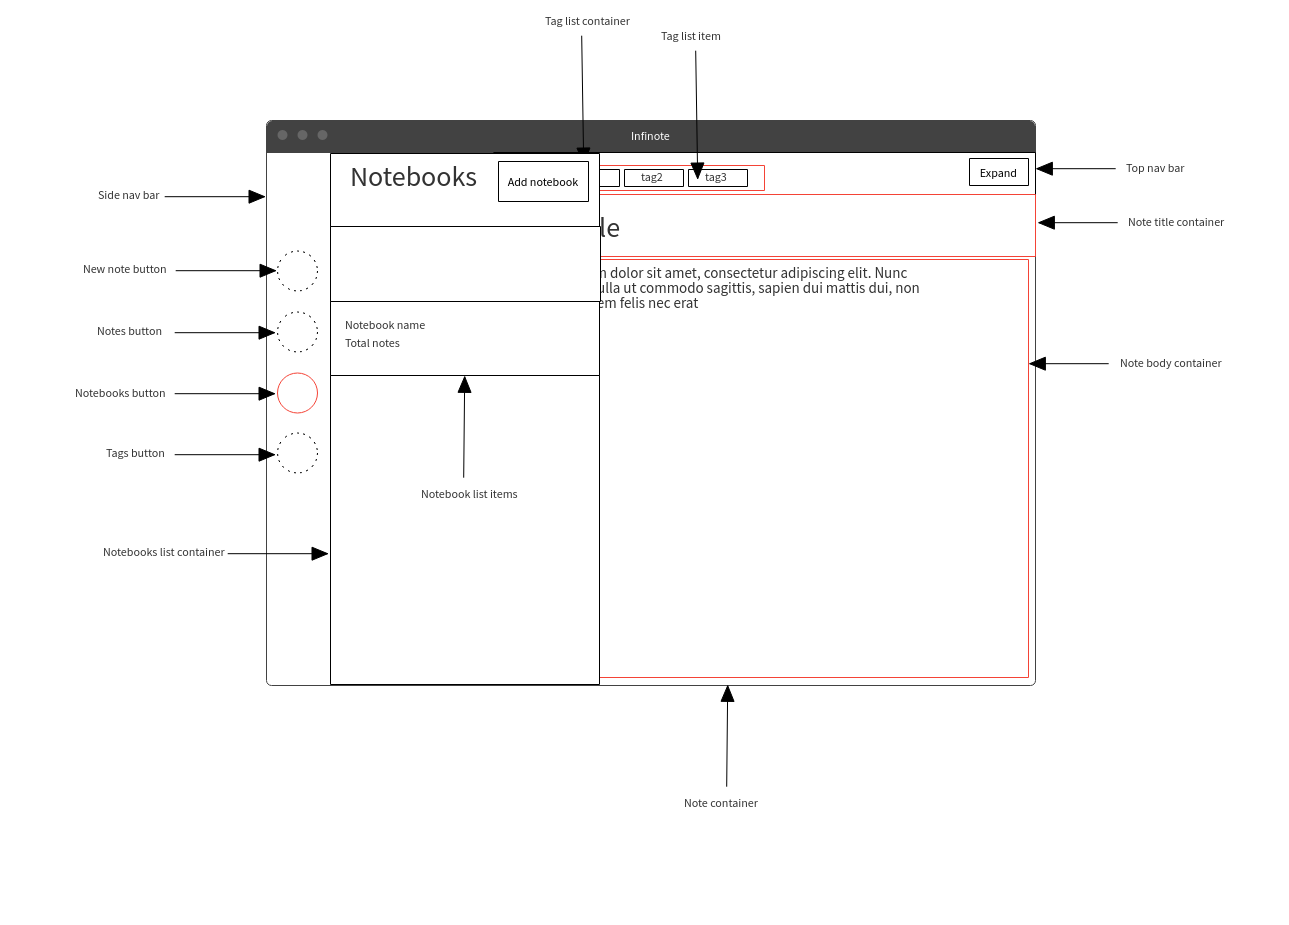 Tag list container
Tag list item
Infinote
Notebooks
Add notebook
tag2
tag3
Expand
Top nav bar
Side nav bar
Note title container
New note button
dolor sit amet, consectetur adipiscing elit. Nunc
ut commodo sagittis, sapien dui mattis dui, non
felis nec erat
Notebook name
Total notes
Notes button
Note body container
Notebooks button
Tags button
Notebook list items
Notebooks list container
Note container